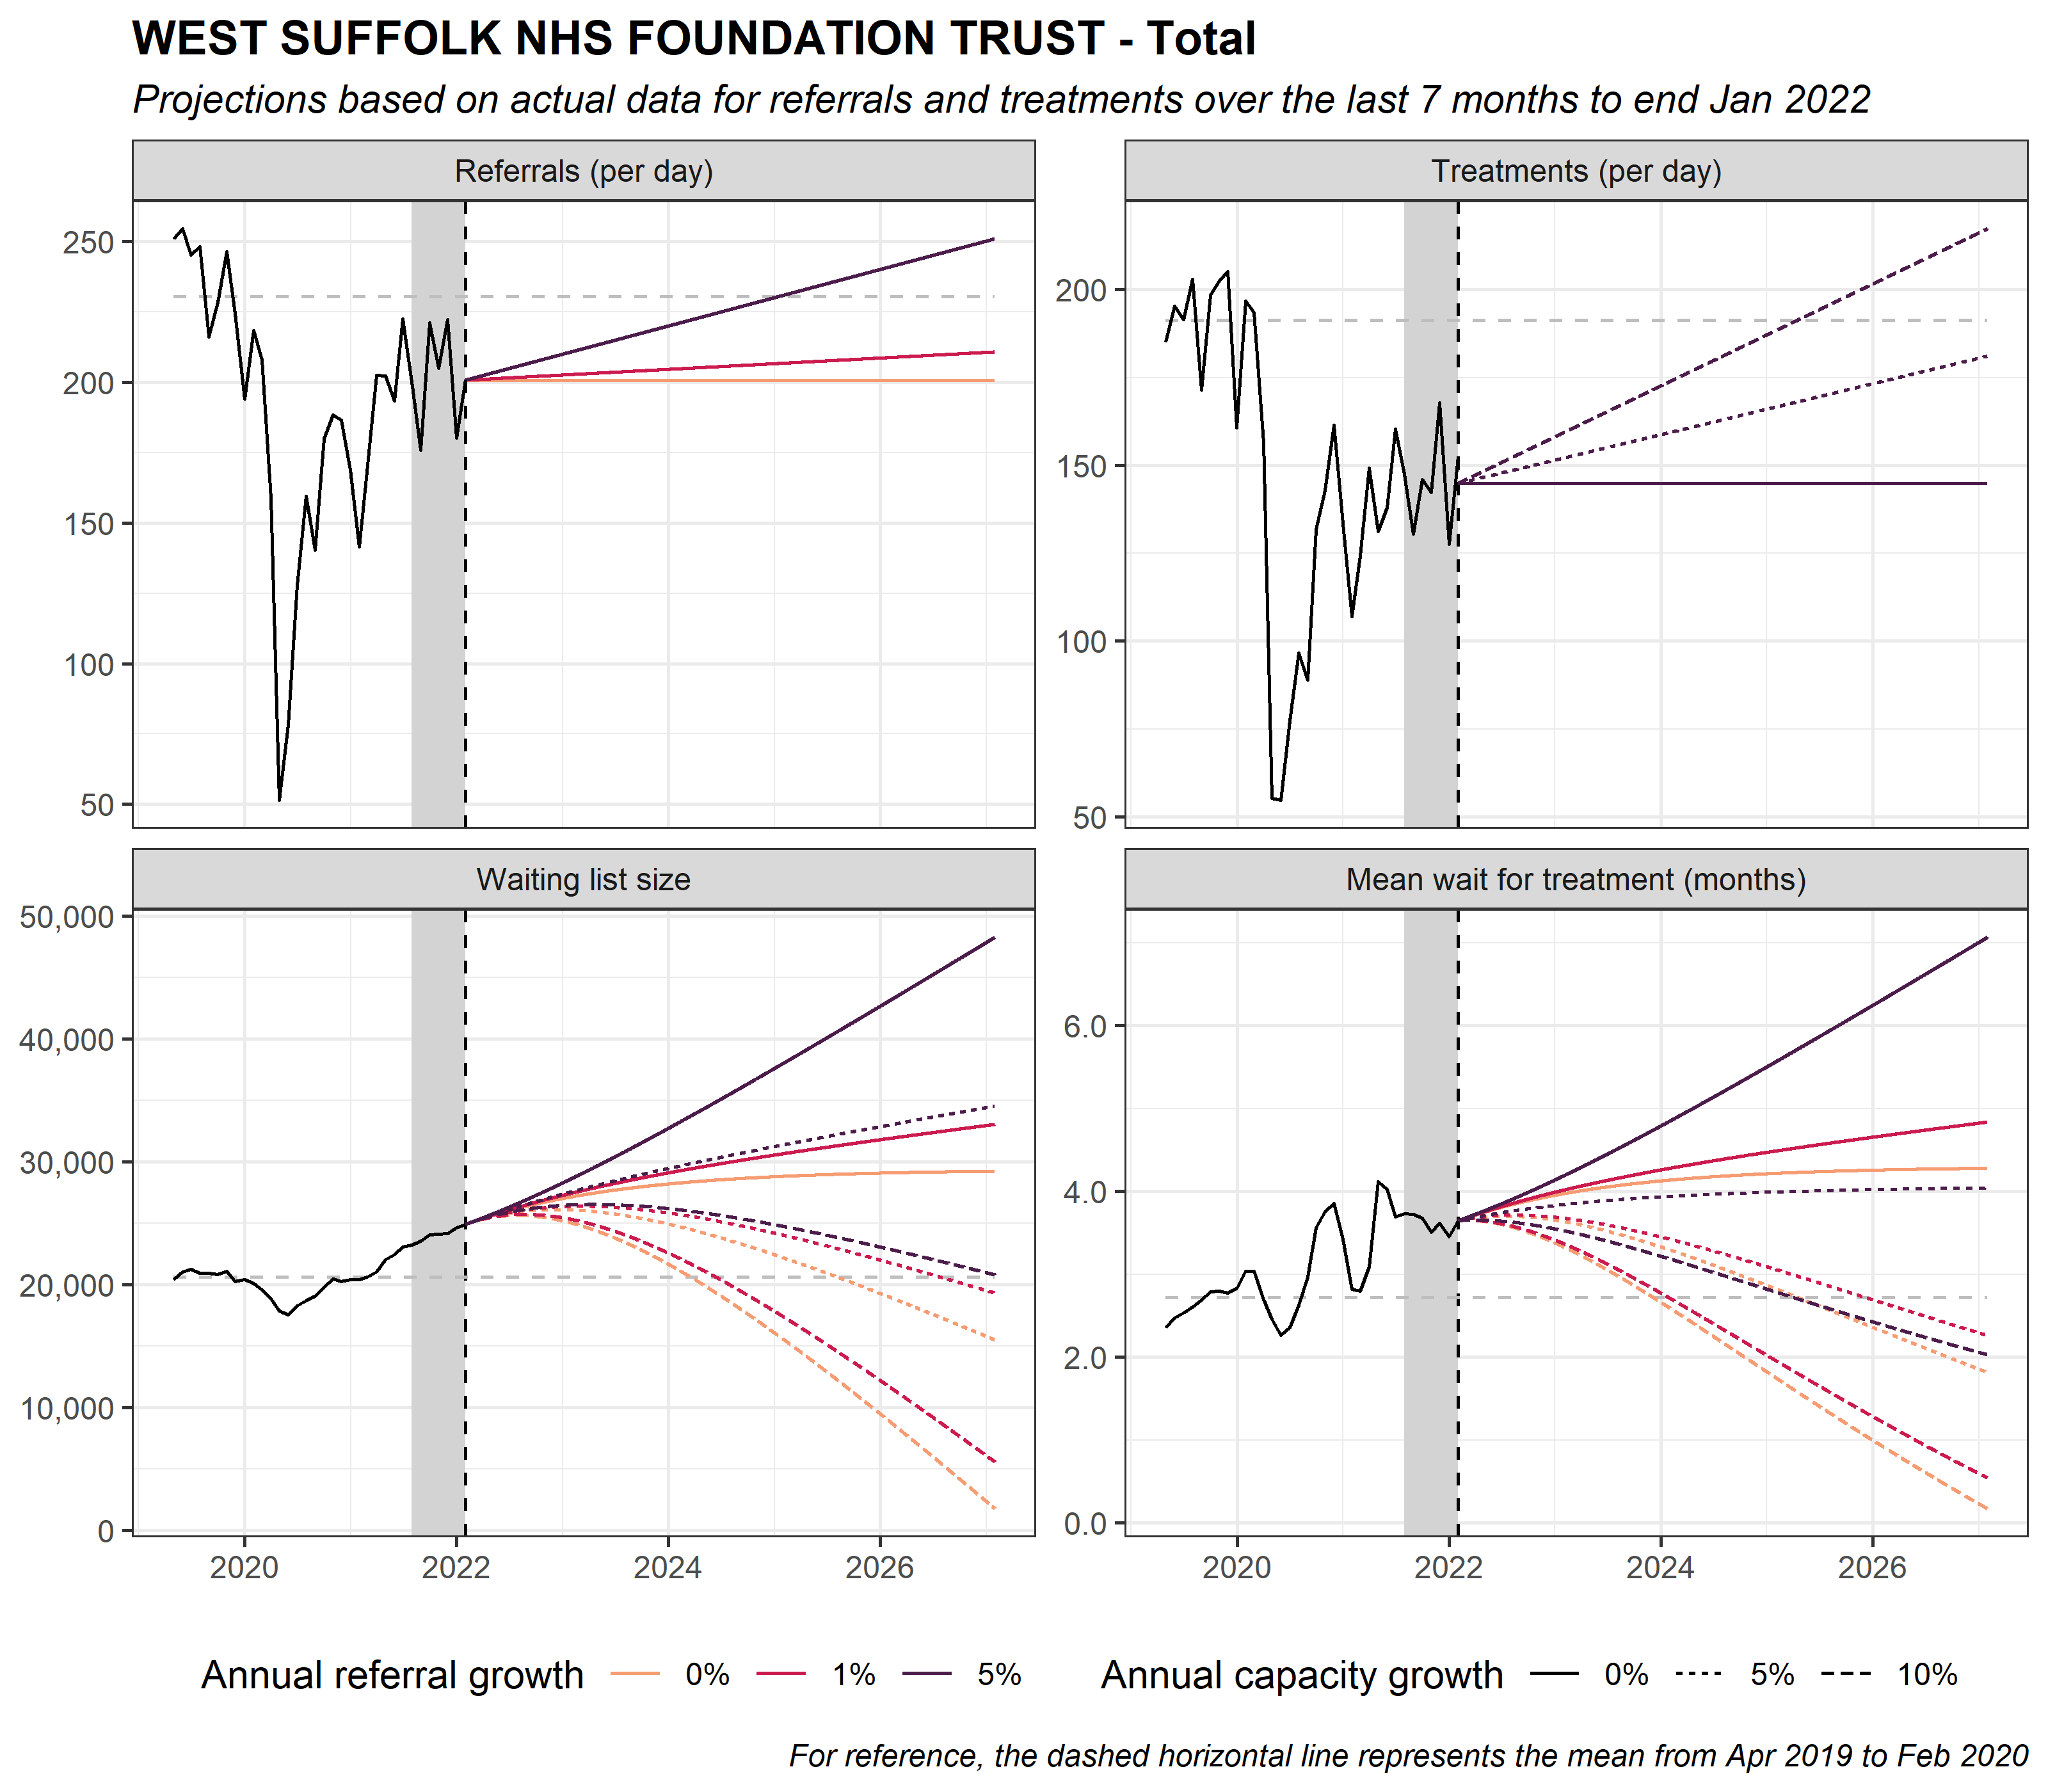 WEST SUFFOLK NHS FOUNDATION TRUST - Total
Projections based on actual data for referrals and treatments over the last 7 months to end Jan 2022
Referrals (per day)
250
200
150
100
50
Treatments (per day)
200
150
100
50
Waiting list size
50,000
40,000
30,000
20,000
10,000
0
2020 2022 2024 2026
Mean wait for treatment (months)
6.0
4.0
2.0
0.0
2020 2022 2024 2026
Annual referral growth 0% 1% 5%
Annual capacity growth 0% 5% 10%
For reference, the dashed horizontal line represents the mean from Apr 2019 to Feb 2020